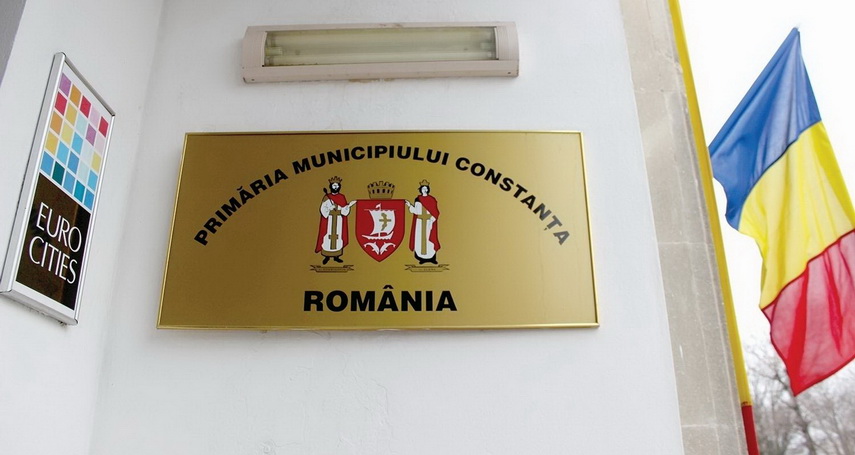 EURO
CITIES
PRIMĂRIA MUNICIPIULUI CONSTANȚA
ROMÂNIA